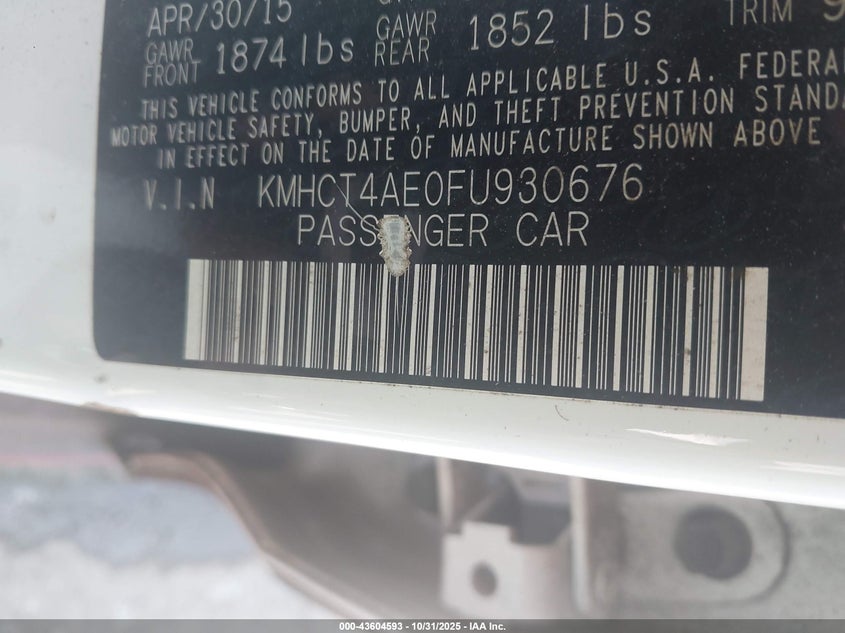 APR/30/15
GAWR FRONT 1874 lbs GAWR REAR 1852 lbs TRIM
THIS VEHICLE CONFORMS TO ALL APPLICABLE U.S.A. FEDERAL
MOTOR VEHICLE SAFETY, BUMPER, AND THEFT PREVENTION STANDA
IN EFFECT ON THE DATE OF MANUFACTURE SHOWN ABOVE
V.I.N KMHCT4AE0FU930676
PASSENGER CAR
000-43604593 - 10/31/2025 - IAA Inc.